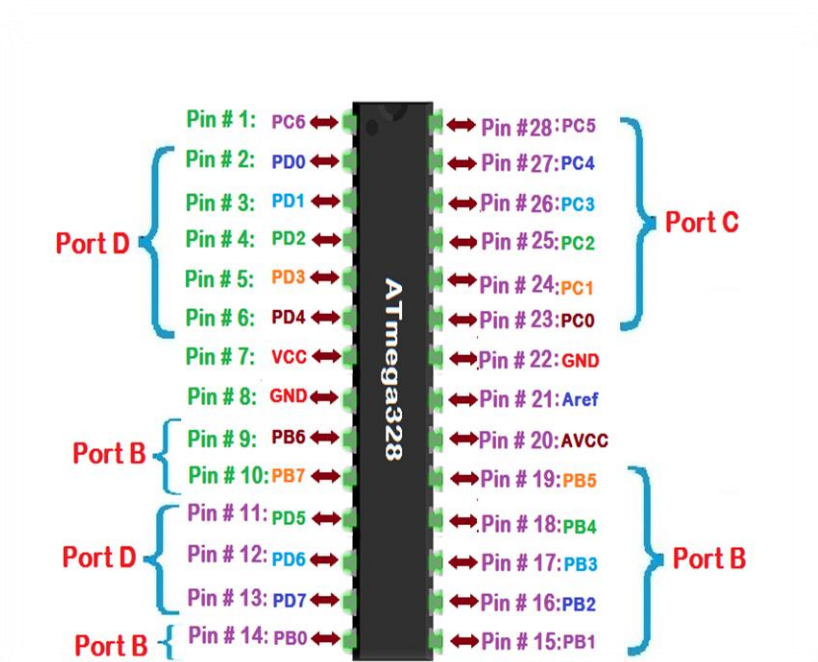 Pin # 1: PC6
Pin # 2: PD0
Pin # 3: PD1
Pin # 4: PD2
Pin # 5: PD3
Pin # 6: PD4
Pin # 7: VCC
Pin # 8: GND
Pin # 9: PB6
Pin # 10: PB7
Pin # 11: PD5
Pin # 12: PD6
Pin # 13: PD7
Pin # 14: PB0
Port D
Port B
Port D
Port B
ATmega328
Pin #28:PC5
Pin #27:PC4
Pin # 26:PC3
Pin # 25:PC2
Pin # 24:PC1
Pin # 23:PC0
Pin # 22:GND
Pin # 21:Aref
Pin # 20:AVCC
Pin # 19:PB5
Pin # 18:PB4
Pin # 17:PB3
Pin # 16:PB2
Pin # 15:PB1
Port C
Port B